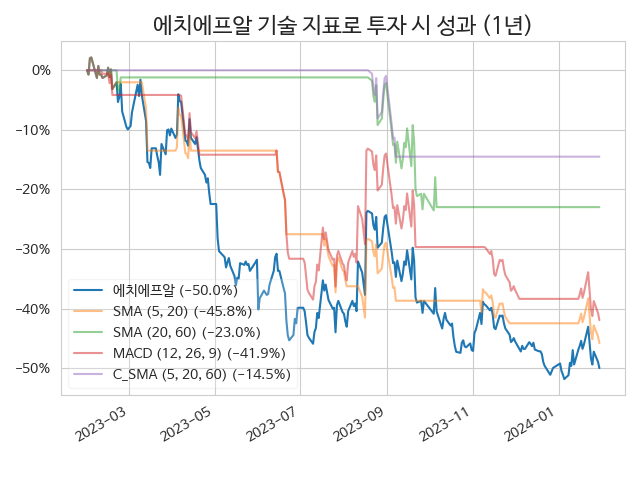 에치에프알 기술 지표로 투자 시 성과 (1년)
0%
−10%
−20%
−30%
−40%
−50%
에치에프알 (−50.0%)
SMA (5, 20) (−45.8%)
SMA (20, 60) (−23.0%)
MACD (12, 26, 9) (−41.9%)
C_SMA (5, 20, 60) (−14.5%)
2023−03
2023−05
2023−07
2023−09
2023−11
2024−01